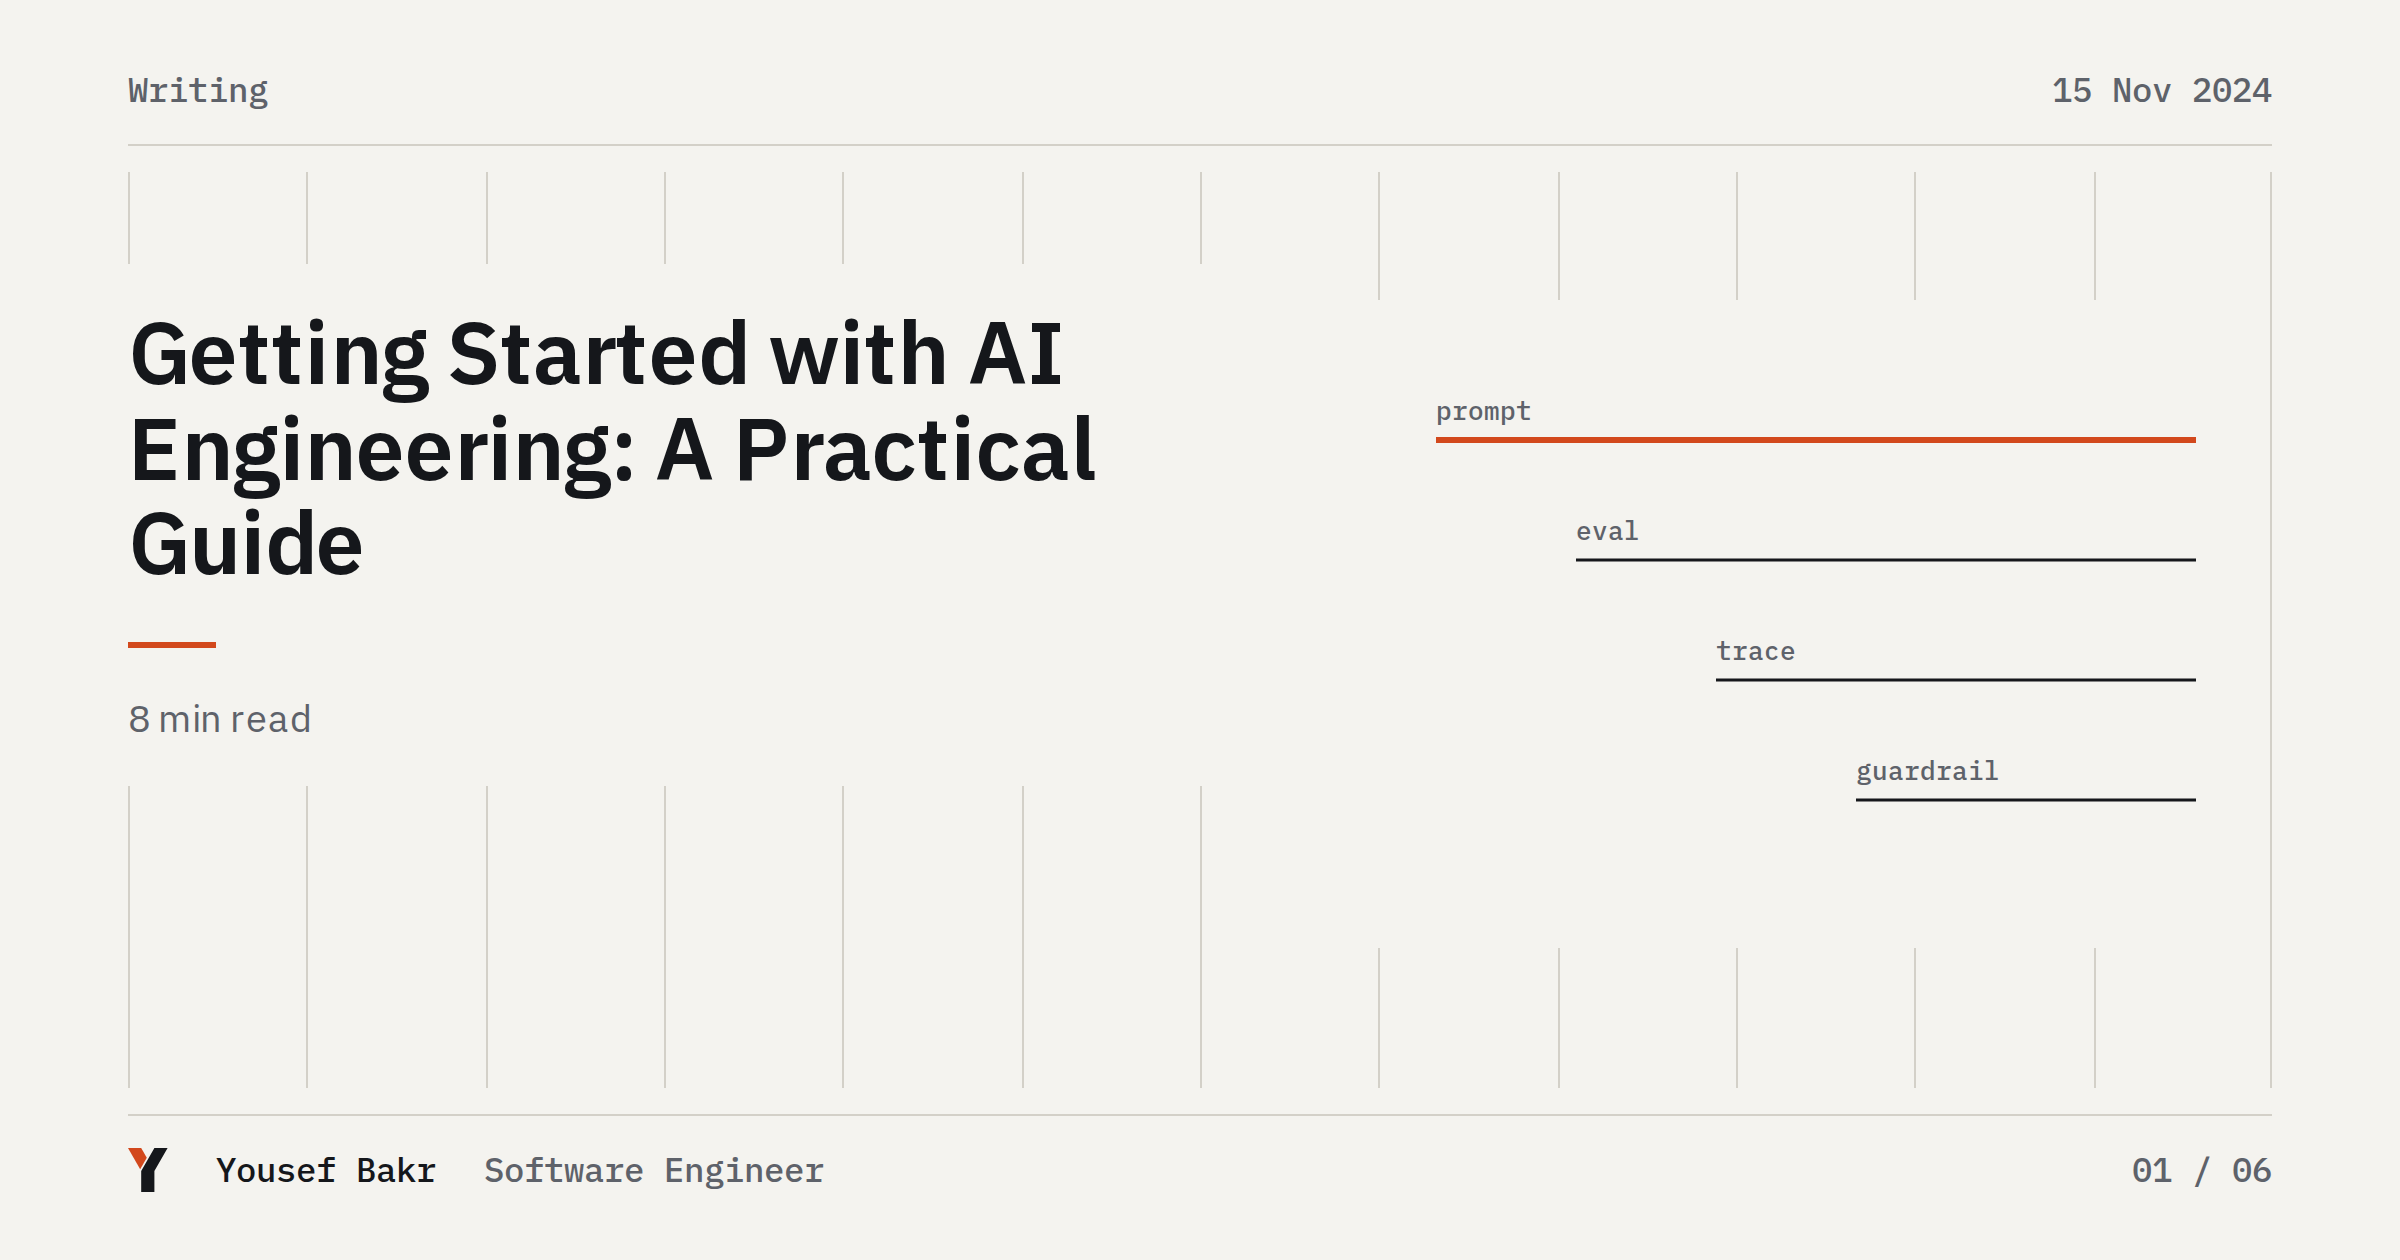 Writing
15 Nov 2024
Getting Started with AI
Engineering: A Practical
Guide
8 min read
prompt
eval
trace
guardrail
Y
Yousef Bakr
Software Engineer
01 / 06